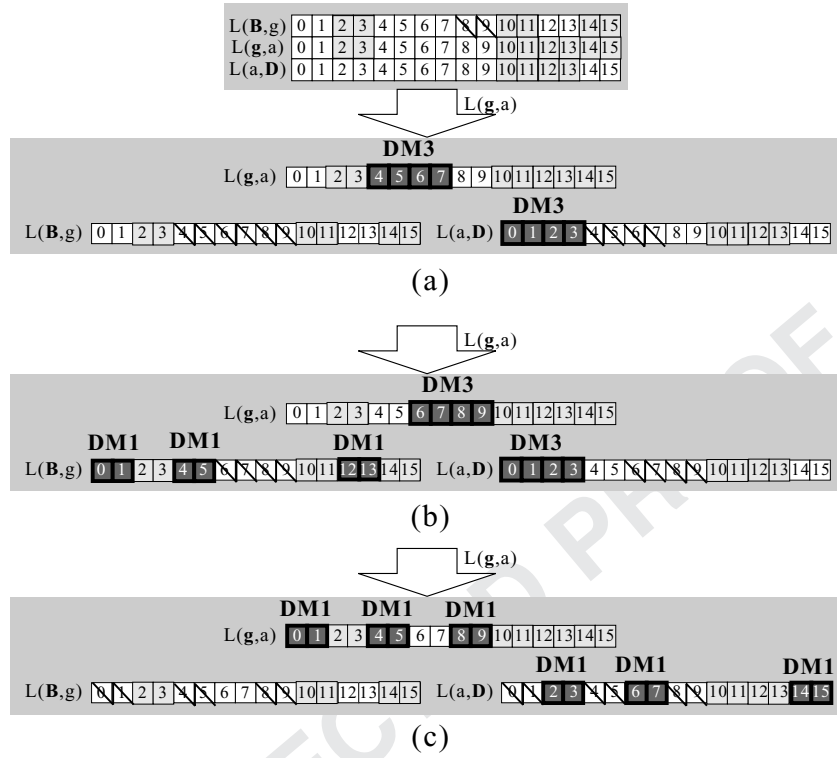 L(B,g) 0 1 2 3 4 5 6 7 8 9 10 11 12 13 14 15
L(g,a) 0 1 2 3 4 5 6 7 8 9 10 11 12 13 14 15
L(a,D) 0 1 2 3 4 5 6 7 8 9 10 11 12 13 14 15
L(g,a)
DM3
L(g,a) 0 1 2 3 4 5 6 7 8 9 10 11 12 13 14 15
DM3
L(B,g) 0 1 2 3 4 5 6 7 8 9 10 11 12 13 14 15 L(a,D) 0 1 2 3 4 5 6 7 8 9 10 11 12 13 14 15
(a)
L(g,a)
DM3
L(g,a) 0 1 2 3 4 5 6 7 8 9 10 11 12 13 14 15
DM1 DM1 DM1 DM3
L(B,g) 0 1 2 3 4 5 6 7 8 9 10 11 12 13 14 15 L(a,D) 0 1 2 3 4 5 6 7 8 9 10 11 12 13 14 15
(b)
L(g,a)
DM1 DM1 DM1
L(g,a) 0 1 2 3 4 5 6 7 8 9 10 11 12 13 14 15
DM1 DM1 DM1
L(B,g) 0 1 2 3 4 5 6 7 8 9 10 11 12 13 14 15 L(a,D) 0 1 2 3 4 5 6 7 8 9 10 11 12 13 14 15
(c)